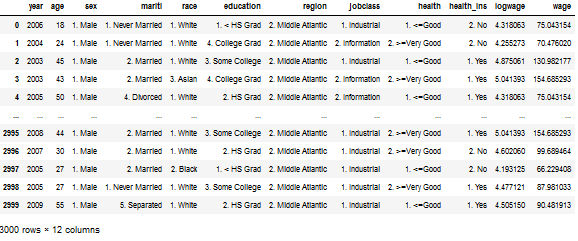 year age sex maritl race education region jobclass health health_ins logwage wage
0 2006 18 1. Male 1. Never Married 1. White 1. < HS Grad 2. Middle Atlantic 1. Industrial 1. <=Good 2. No 4.318063 75.043154
1 2004 24 1. Male 1. Never Married 1. White 4. College Grad 2. Middle Atlantic 2. Information 2. >=Very Good 2. No 4.255273 70.476020
2 2003 45 1. Male 2. Married 1. White 3. Some College 2. Middle Atlantic 1. Industrial 1. <=Good 1. Yes 4.875061 130.982177
3 2003 43 1. Male 2. Married 3. Asian 4. College Grad 2. Middle Atlantic 2. Information 2. >=Very Good 1. Yes 5.041393 154.685293
4 2005 50 1. Male 4. Divorced 1. White 2. HS Grad 2. Middle Atlantic 2. Information 1. <=Good 1. Yes 4.318063 75.043154
... ... ... ... ... ... ... ... ... ... ... ... ...
2995 2008 44 1. Male 2. Married 1. White 3. Some College 2. Middle Atlantic 1. Industrial 2. >=Very Good 1. Yes 5.041393 154.685293
2996 2007 30 1. Male 2. Married 1. White 2. HS Grad 2. Middle Atlantic 1. Industrial 2. >=Very Good 2. No 4.602060 99.689464
2997 2005 27 1. Male 2. Married 2. Black 1. < HS Grad 2. Middle Atlantic 1. Industrial 1. <=Good 2. No 4.193125 66.229408
2998 2005 27 1. Male 1. Never Married 1. White 3. Some College 2. Middle Atlantic 1. Industrial 2. >=Very Good 1. Yes 4.477121 87.981033
2999 2009 55 1. Male 5. Separated 1. White 2. HS Grad 2. Middle Atlantic 1. Industrial 1. <=Good 1. Yes 4.505150 90.481913
3000 rows × 12 columns